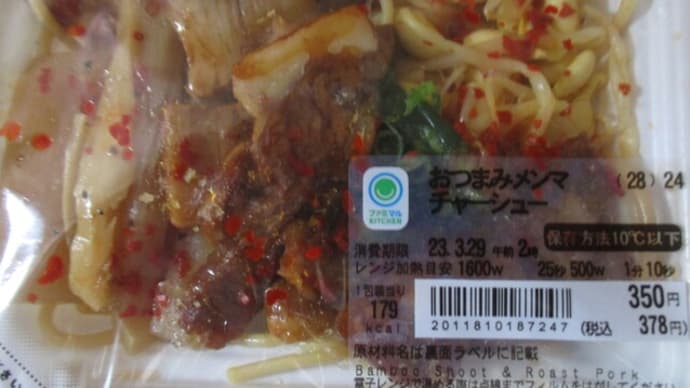 おつまみメンマ
チャーシュー
(28) 24
ファミマル
KITCHEN
保存方法10℃以下
消費期限 23. 3.29 午前 2時
レンジ加熱目安 1600W 25秒 500W 1分10秒
1包装当り
179
kcal
350円
2011810187247
(税込 378円)
原材料名は裏面ラベルに記載
Bamboo Shoot & Roast Pork